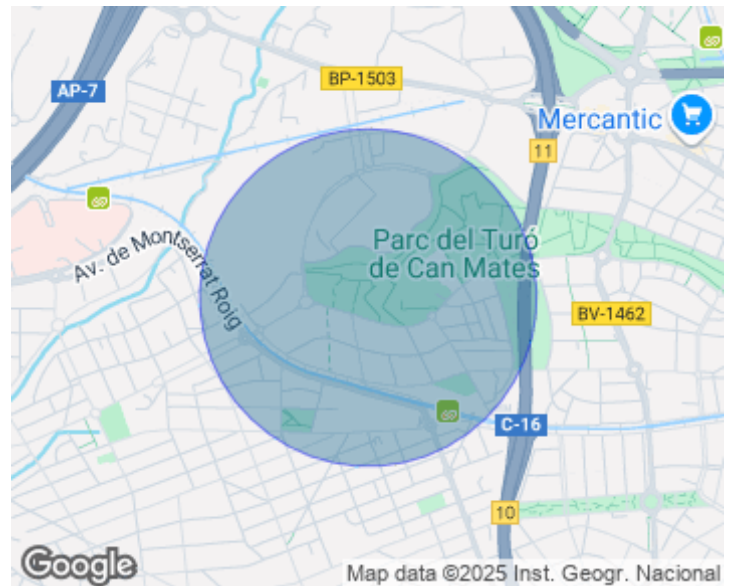 BP-1503
AP-7
Mercantic
11
Av. de Montserrat Roig
Parc del Turó
de Can Mates
BV-1462
C-16
10
Google
Map data ©2025 Inst. Geogr. Nacional